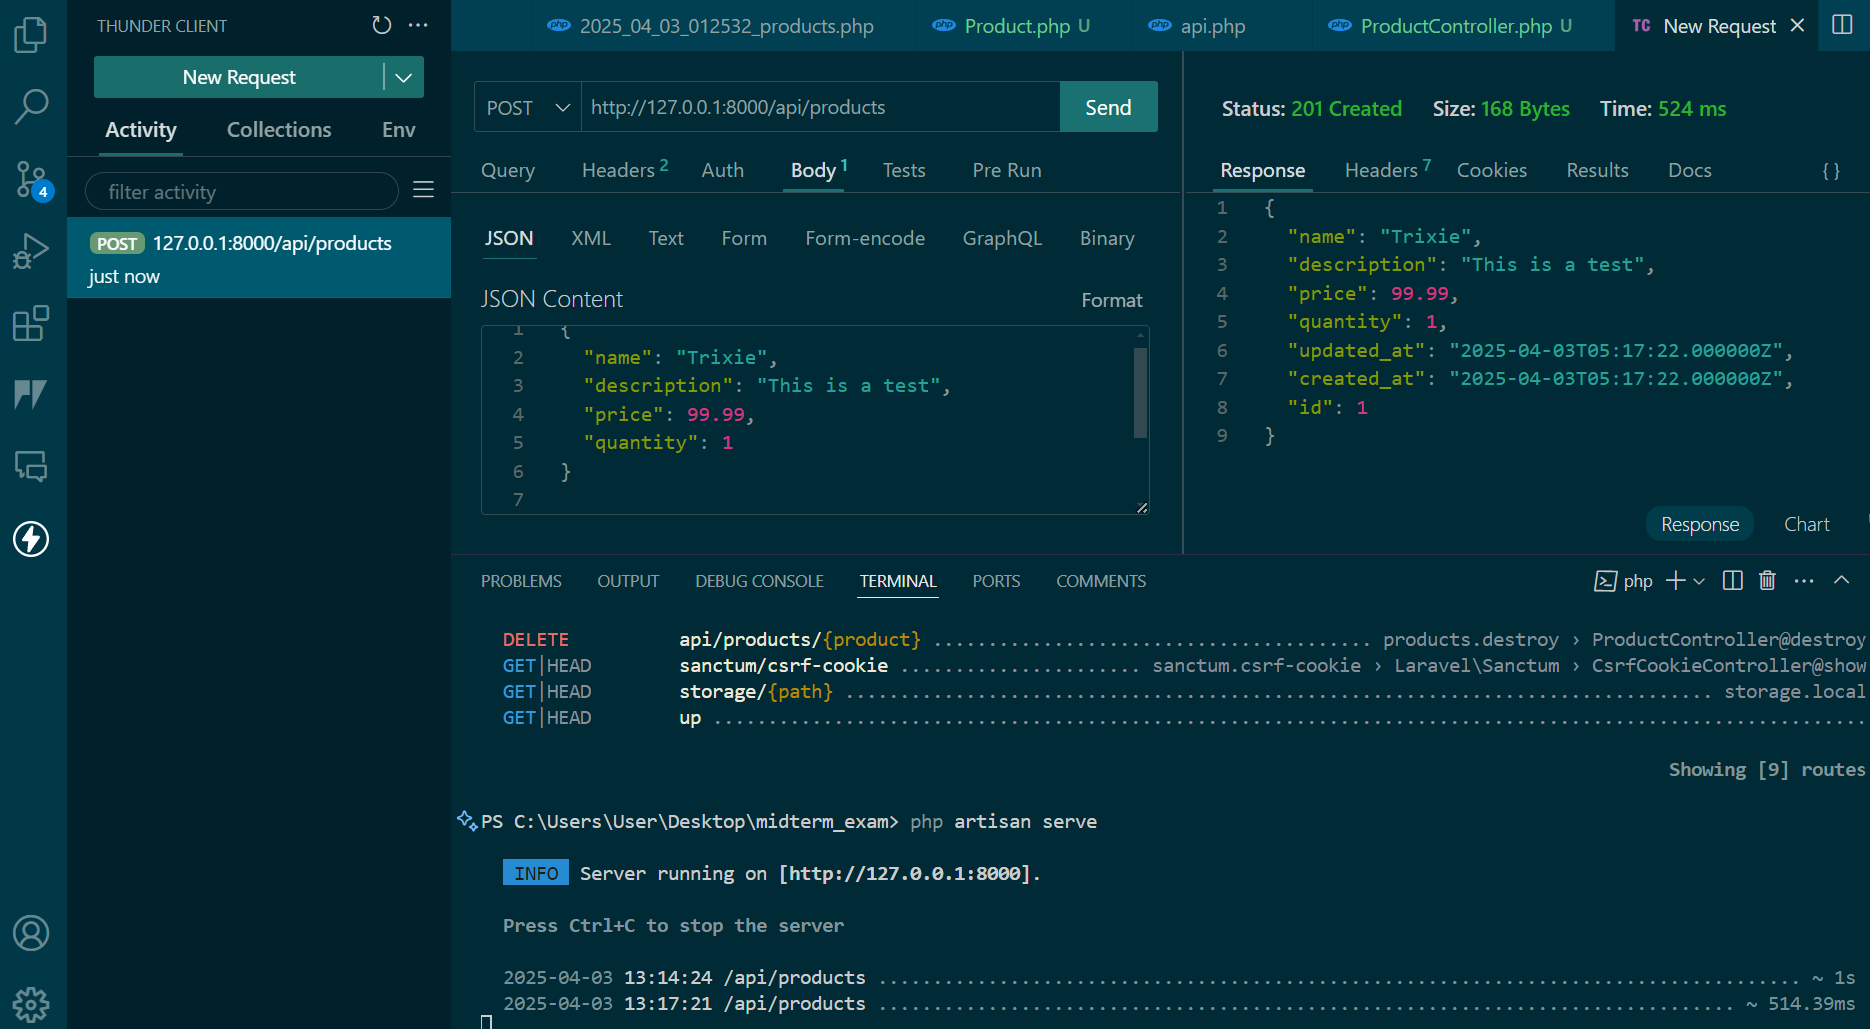 THUNDER CLIENT
New Request
Activity Collections Env
filter activity
POST 127.0.0.1:8000/api/products
just now
4
php 2025_04_03_012532_products.php php Product.php U php api.php php ProductController.php U TC New Request
POST http://127.0.0.1:8000/api/products Send
Query Headers 2 Auth Body 1 Tests Pre Run
JSON XML Text Form Form-encode GraphQL Binary
JSON Content Format
1 {
2 "name": "Trixie",
3 "description": "This is a test",
4 "price": 99.99,
5 "quantity": 1
6 }
7
Status: 201 Created Size: 168 Bytes Time: 524 ms
Response Headers 7 Cookies Results Docs { }
1 {
2 "name": "Trixie",
3 "description": "This is a test",
4 "price": 99.99,
5 "quantity": 1,
6 "updated_at": "2025-04-03T05:17:22.000000Z",
7 "created_at": "2025-04-03T05:17:22.000000Z",
8 "id": 1
9 }
Response Chart
PROBLEMS OUTPUT DEBUG CONSOLE TERMINAL PORTS COMMENTS php
DELETE api/products/{product} ........................................ products.destroy › ProductController@destroy
GET|HEAD sanctum/csrf-cookie ...................... sanctum.csrf-cookie › Laravel\Sanctum › CsrfCookieController@show
GET|HEAD storage/{path} ............................................................................... storage.local
GET|HEAD up .........................................................................................................
Showing [9] routes
PS C:\Users\User\Desktop\midterm_exam> php artisan serve
INFO Server running on [http://127.0.0.1:8000].
Press Ctrl+C to stop the server
2025-04-03 13:14:24 /api/products .................................................................................... ~ 1s
2025-04-03 13:17:21 /api/products .............................................................................. ~ 514.39ms